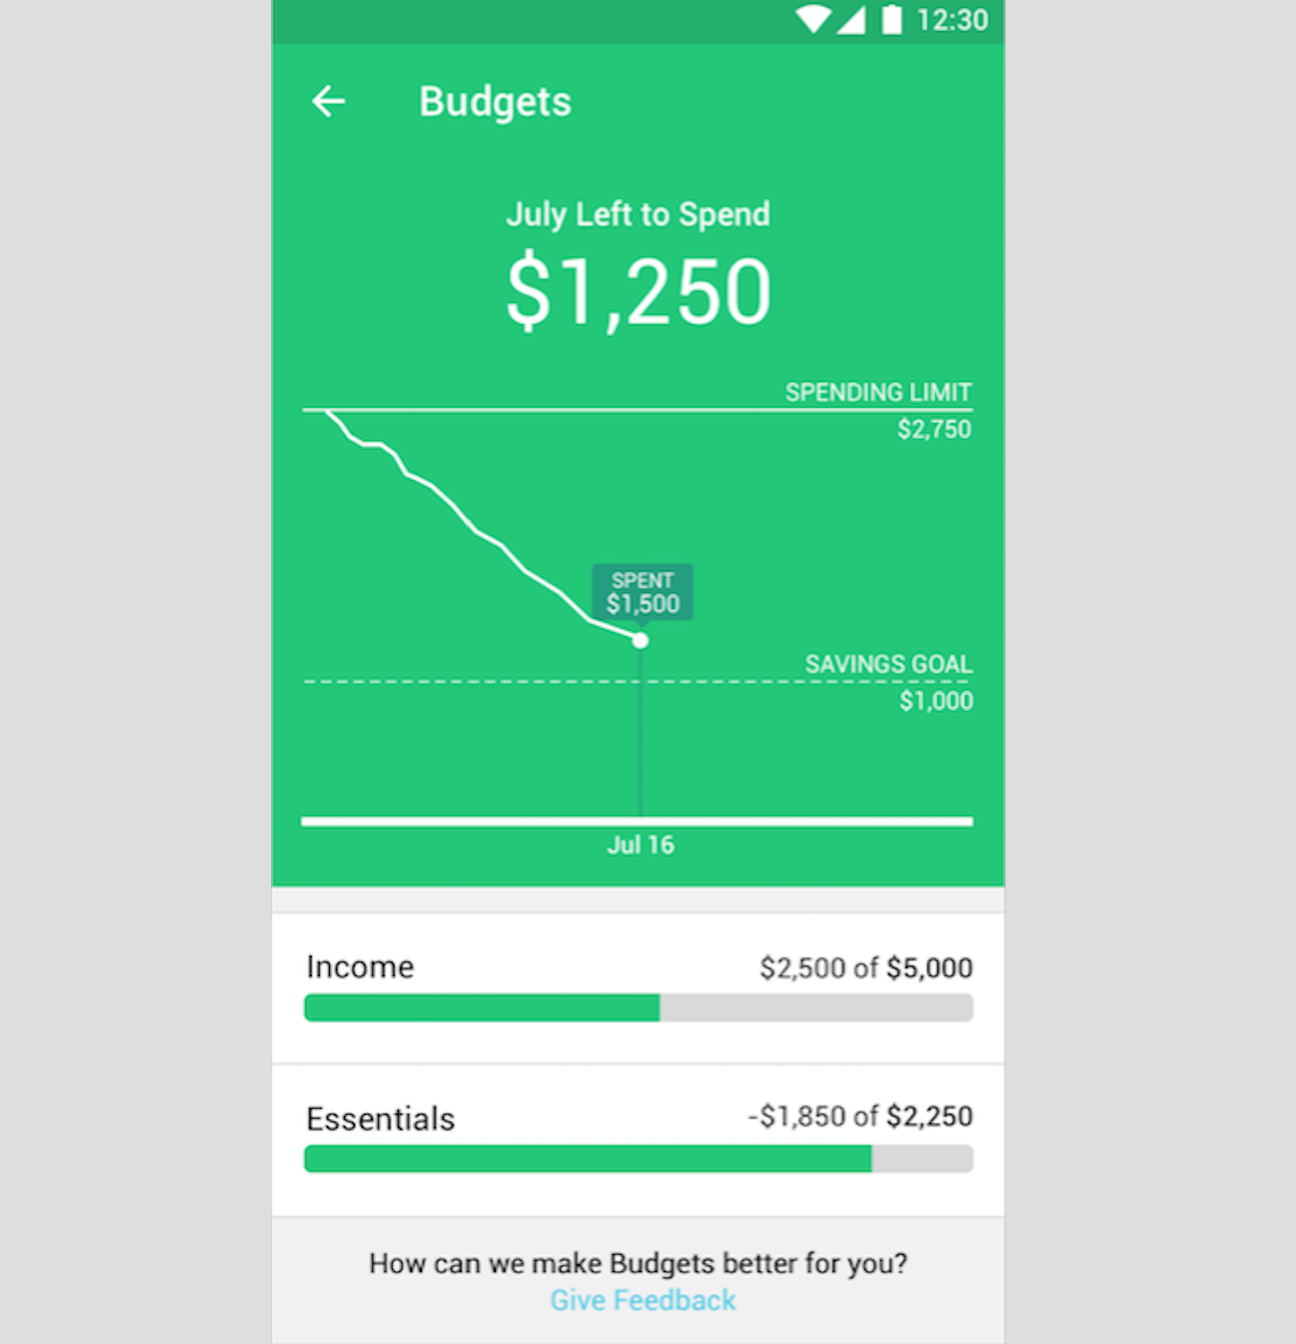 12:30
Budgets
July Left to Spend
$1,250
SPENDING LIMIT
$2,750
SPENT
$1,500
SAVINGS GOAL
$1,000
Jul 16
Income $2,500 of $5,000
Essentials -$1,850 of $2,250
How can we make Budgets better for you?
Give Feedback